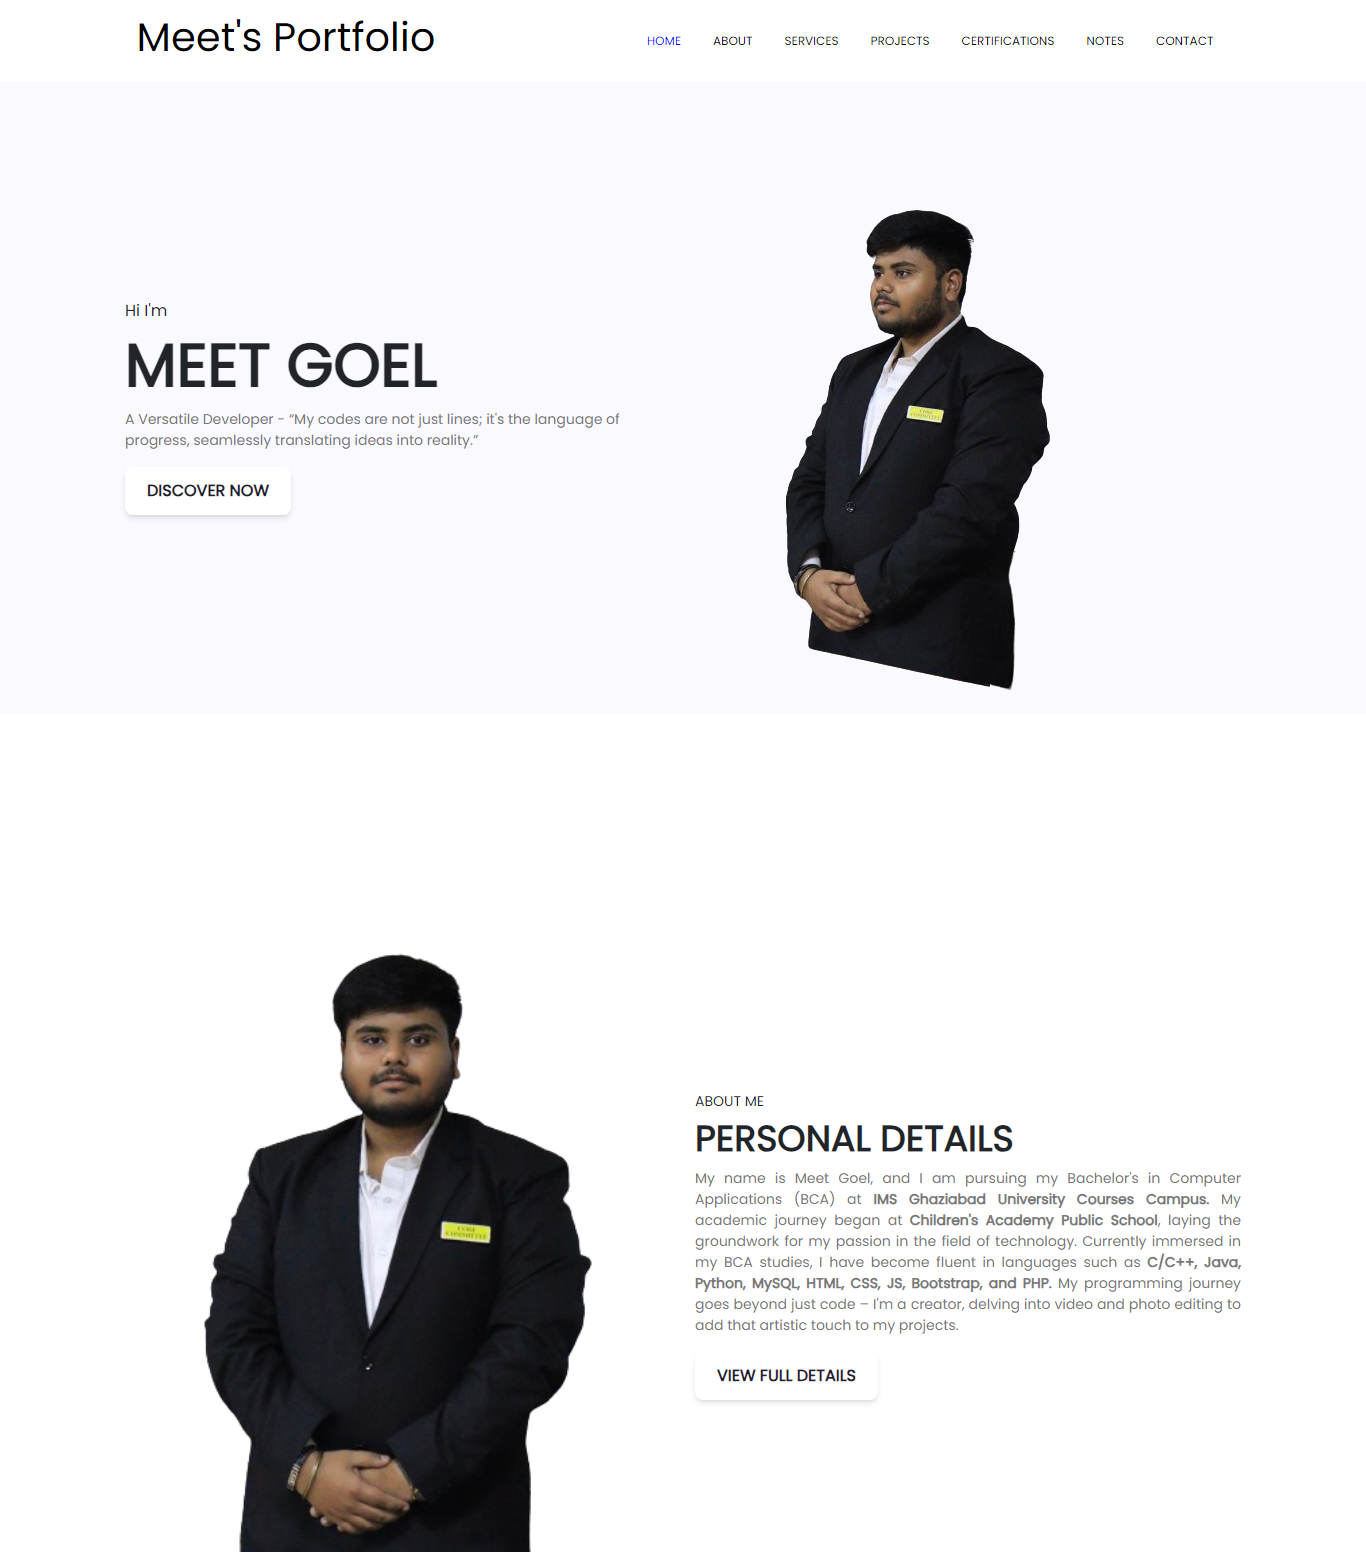 Meet's Portfolio
HOME ABOUT SERVICES PROJECTS CERTIFICATIONS NOTES CONTACT
Hi I'm
MEET GOEL
A Versatile Developer - “My codes are not just lines; it's the language of
progress, seamlessly translating ideas into reality.”
DISCOVER NOW
CORE
COMMITTEE
ABOUT ME
PERSONAL DETAILS
My name is Meet Goel, and I am pursuing my Bachelor's in Computer
Applications (BCA) at IMS Ghaziabad University Courses Campus. My
academic journey began at Children's Academy Public School, laying the
groundwork for my passion in the field of technology. Currently immersed in
my BCA studies, I have become fluent in languages such as C/C++, Java,
Python, MySQL, HTML, CSS, JS, Bootstrap, and PHP. My programming journey
goes beyond just code – I'm a creator, delving into video and photo editing to
add that artistic touch to my projects.
VIEW FULL DETAILS
CORE
COMMITTEE